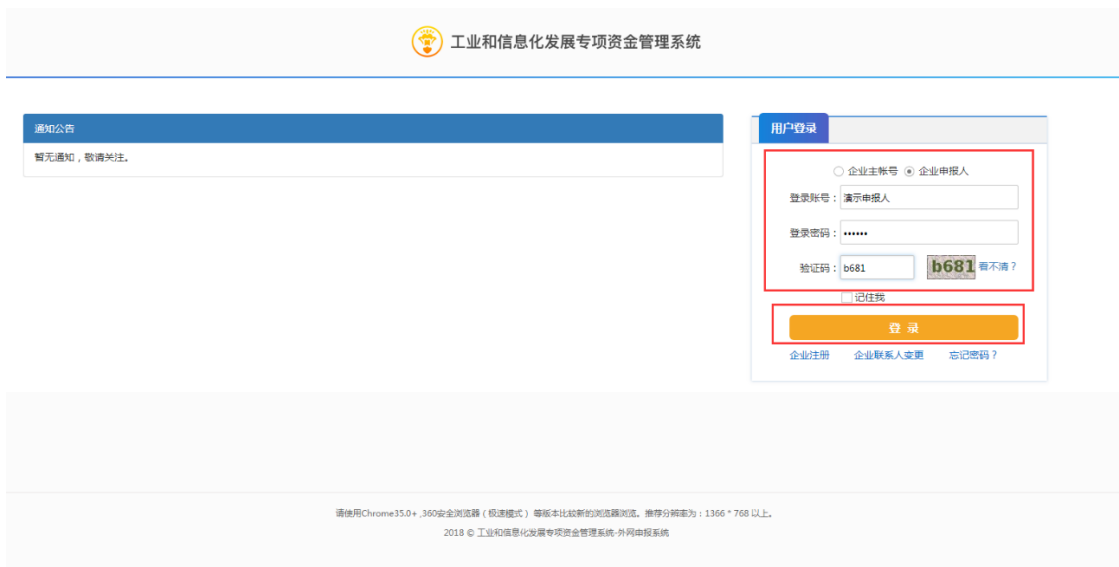 工业和信息化发展专项资金管理系统
通知公告
暂无通知，敬请关注。
用户登录
企业主帐号 企业申报人
登录账号： 演示申报人
登录密码： ••••••
验证码： b681 b681 看不清？
记住我
登 录
企业注册 企业联系人变更 忘记密码？
请使用Chrome35.0+ ,360安全浏览器（极速模式） 等版本比较新的浏览器浏览。推荐分辨率为：1366 * 768 以上。
2018 © 工业和信息化发展专项资金管理系统-外网申报系统